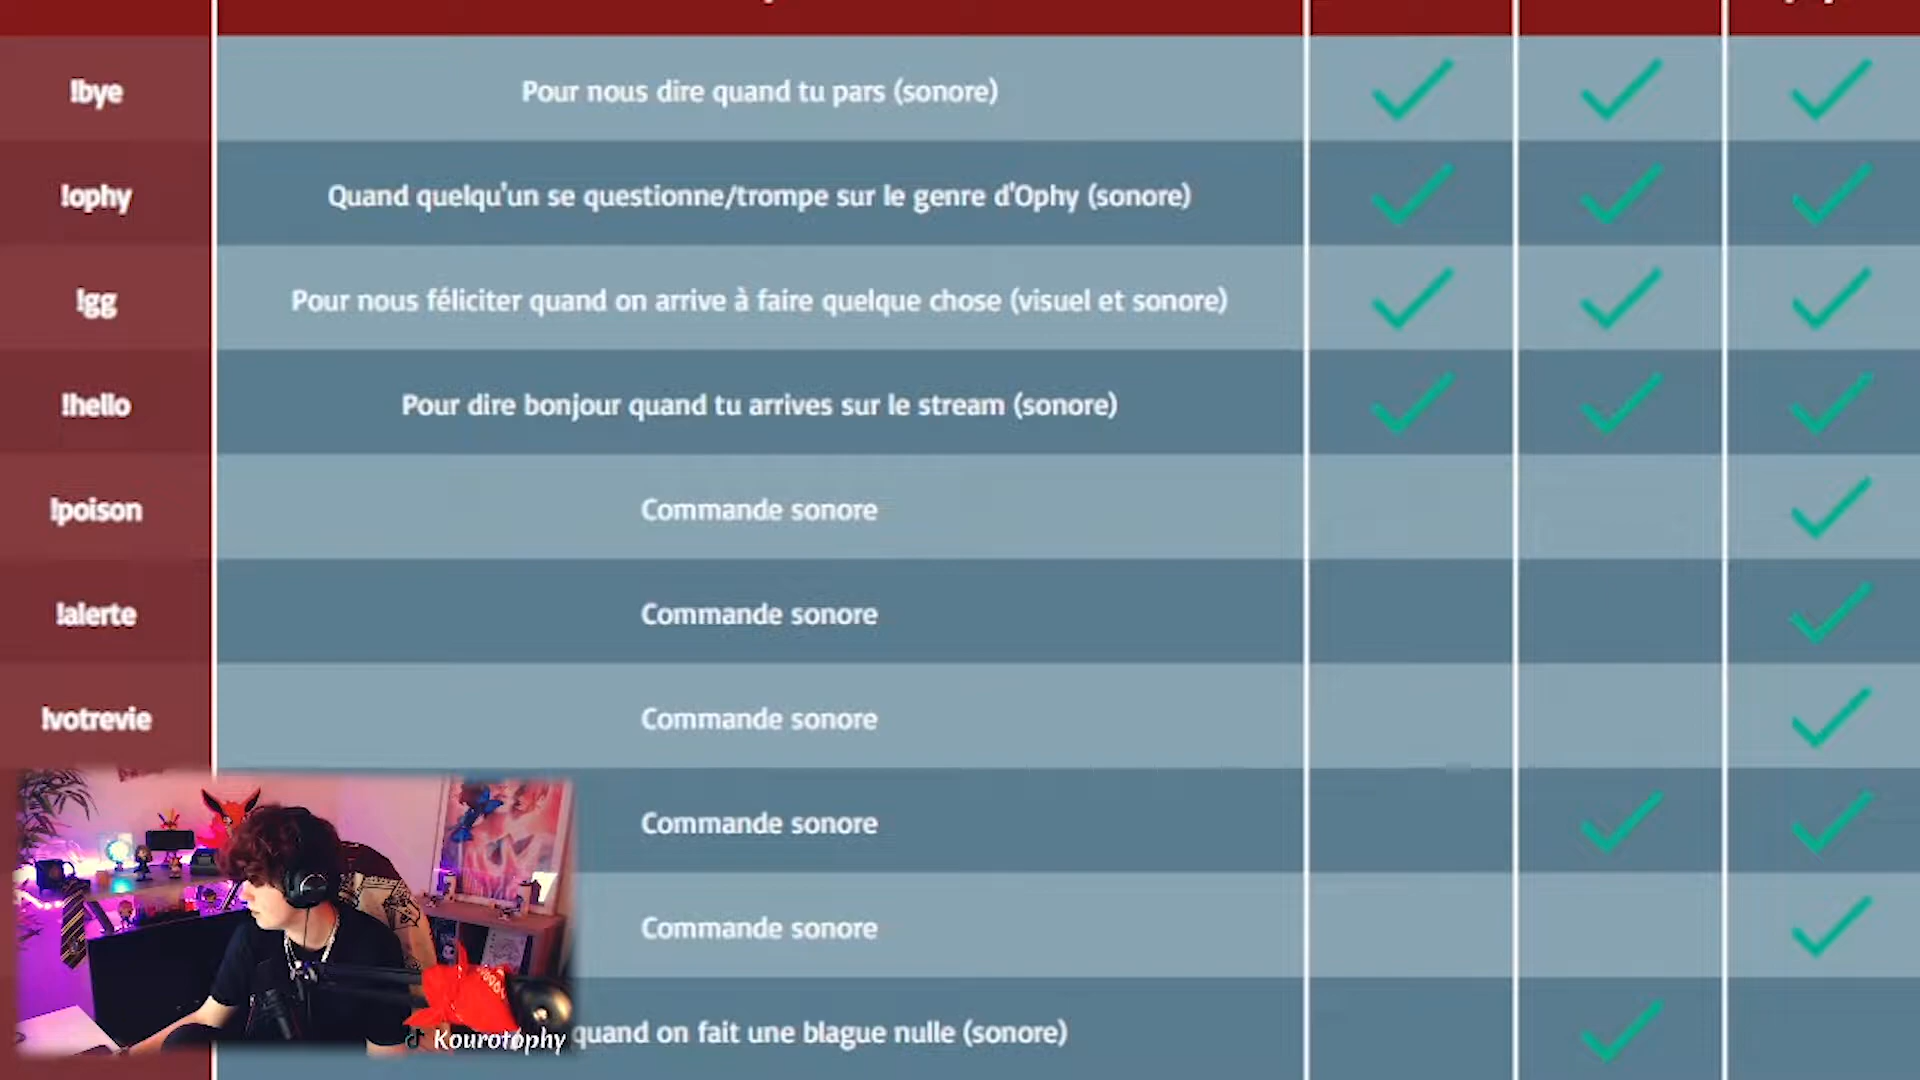 !bye
Pour nous dire quand tu pars (sonore)
!ophy
Quand quelqu'un se questionne/trompe sur le genre d'Ophy (sonore)
!gg
Pour nous féliciter quand on arrive à faire quelque chose (visuel et sonore)
!hello
Pour dire bonjour quand tu arrives sur le stream (sonore)
!poison
Commande sonore
!alerte
Commande sonore
!votrevie
Commande sonore
Commande sonore
Commande sonore
quand on fait une blague nulle (sonore)
Kourotophy